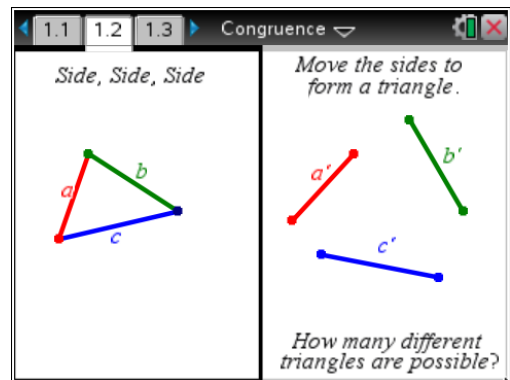 1.1 1.2 1.3 Congruence
Side, Side, Side
a
b
c
Move the sides to
form a triangle.
a'
b'
c'
How many different
triangles are possible?